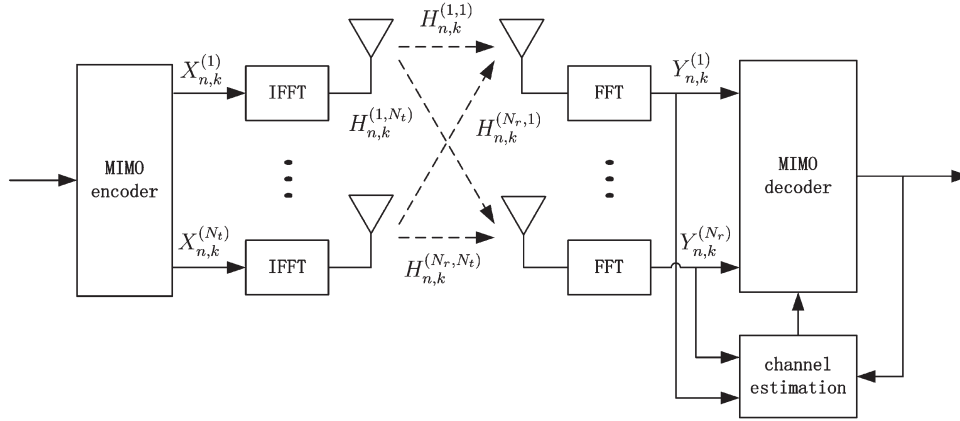 H_{n,k}^{(1,1)}
X_{n,k}^{(1)}
Y_{n,k}^{(1)}
IFFT
FFT
H_{n,k}^{(1,N_t)}
H_{n,k}^{(N_r,1)}
MIMO
encoder
MIMO
decoder
X_{n,k}^{(N_t)}
Y_{n,k}^{(N_r)}
IFFT
FFT
H_{n,k}^{(N_r,N_t)}
channel
estimation